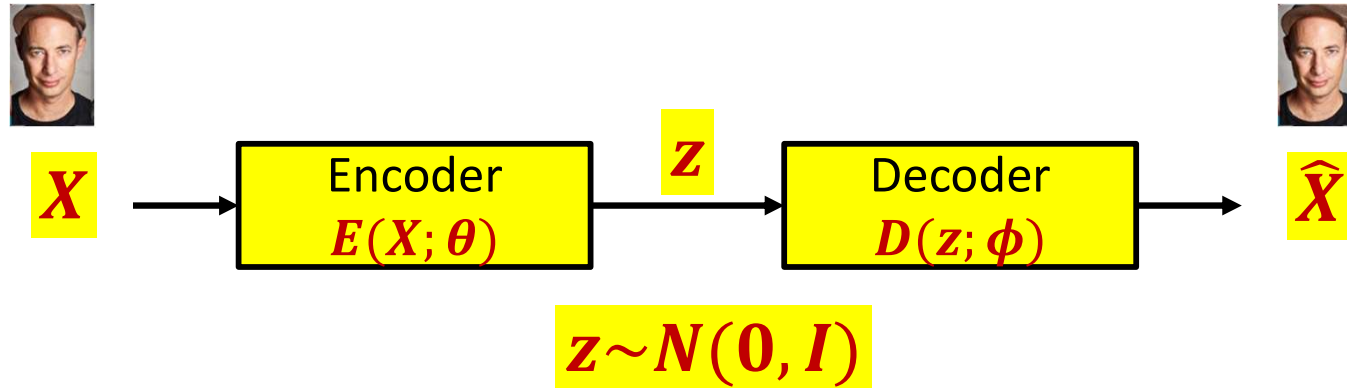 X
Encoder
E(X; θ)
z
Decoder
D(z; ϕ)
X̂
z~N(0, I)